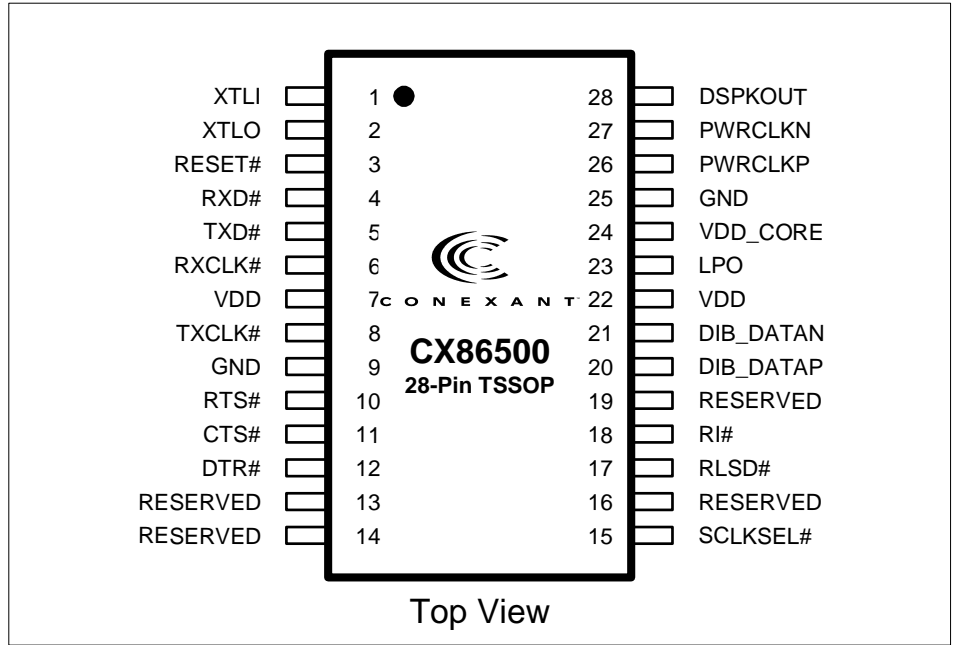 XTLI 1 28 DSPKOUT
XTLO 2 27 PWRCLKN
RESET# 3 26 PWRCLKP
RXD# 4 25 GND
TXD# 5 24 VDD_CORE
RXCLK# 6 23 LPO
VDD 7 CONEXANT 22 VDD
TXCLK# 8 21 DIB_DATAN
CX86500
GND 9 20 DIB_DATAP
28-Pin TSSOP
RTS# 10 19 RESERVED
CTS# 11 18 RI#
DTR# 12 17 RLSD#
RESERVED 13 16 RESERVED
RESERVED 14 15 SCLKSEL#
Top View